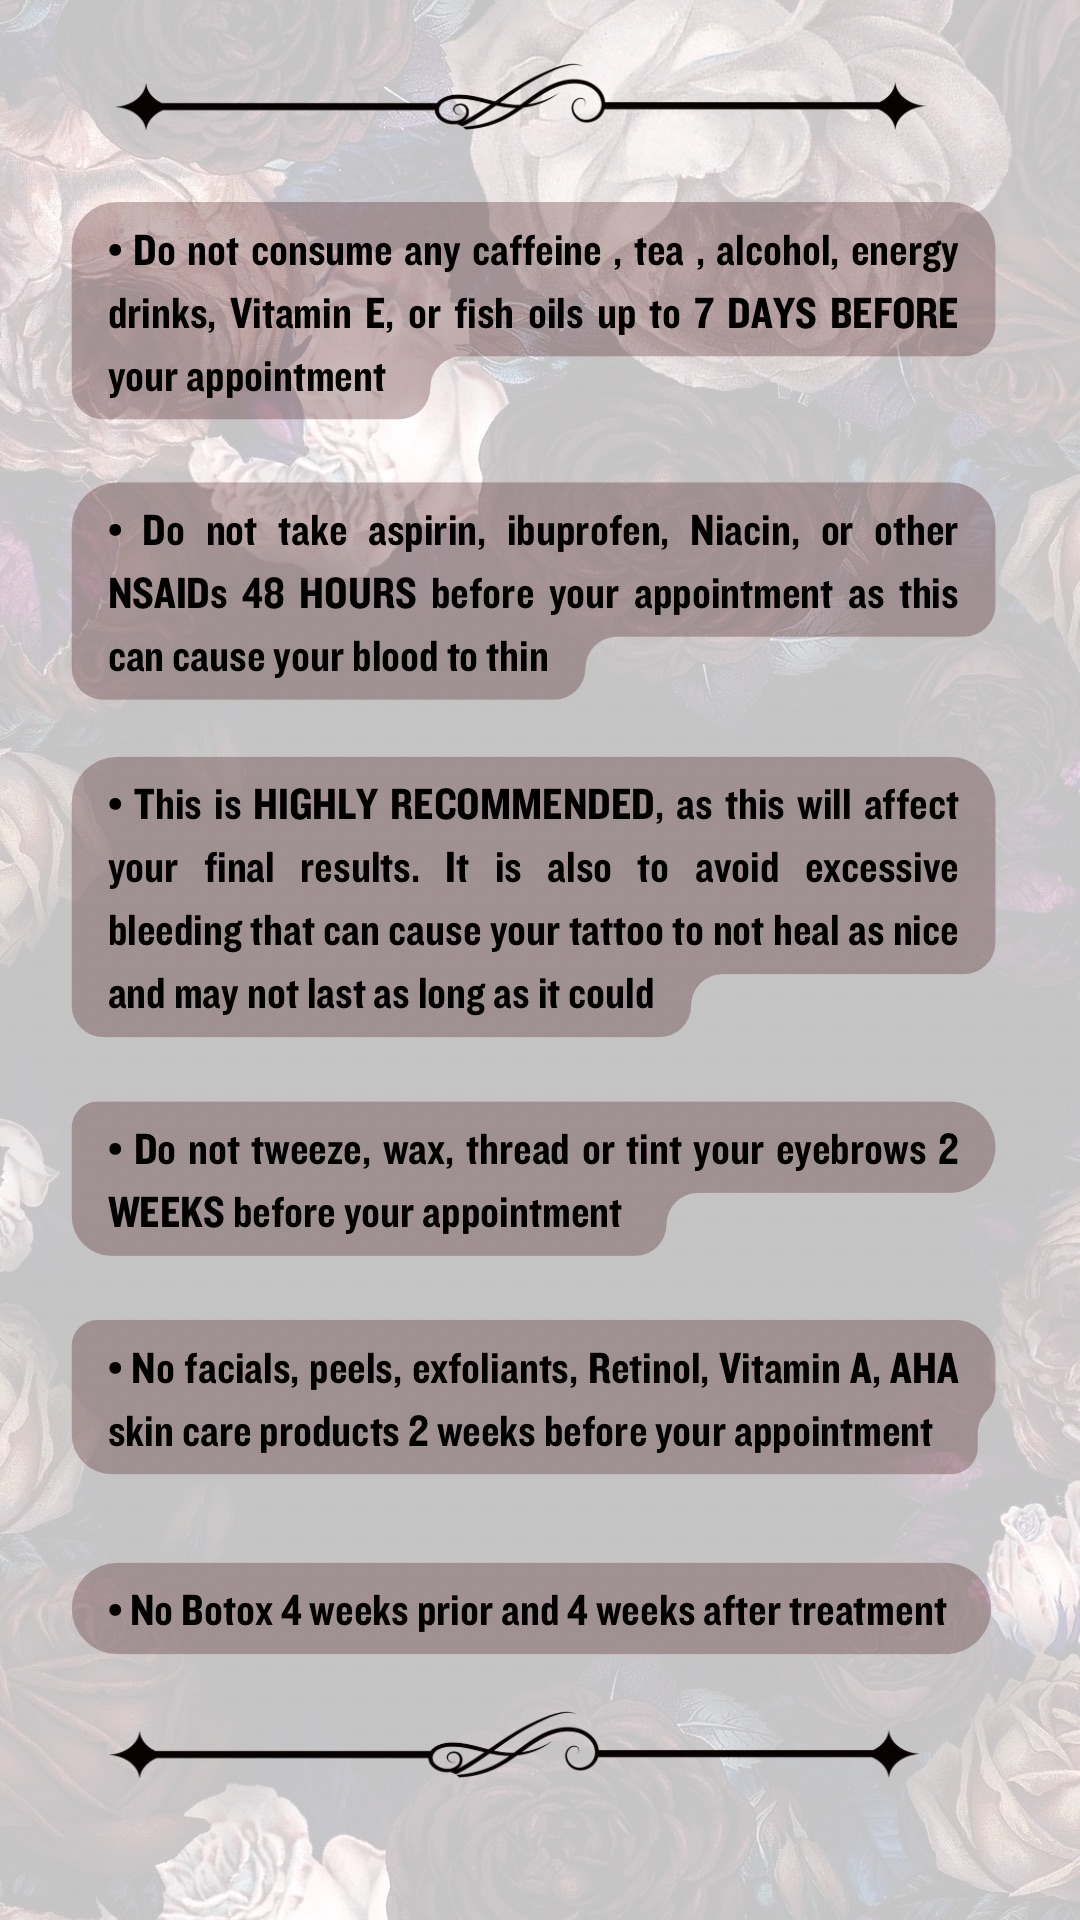 • Do not consume any caffeine , tea , alcohol, energy
drinks, Vitamin E, or fish oils up to 7 DAYS BEFORE
your appointment
• Do not take aspirin, ibuprofen, Niacin, or other
NSAIDs 48 HOURS before your appointment as this
can cause your blood to thin
• This is HIGHLY RECOMMENDED, as this will affect
your final results. It is also to avoid excessive
bleeding that can cause your tattoo to not heal as nice
and may not last as long as it could
• Do not tweeze, wax, thread or tint your eyebrows 2
WEEKS before your appointment
• No facials, peels, exfoliants, Retinol, Vitamin A, AHA
skin care products 2 weeks before your appointment
• No Botox 4 weeks prior and 4 weeks after treatment